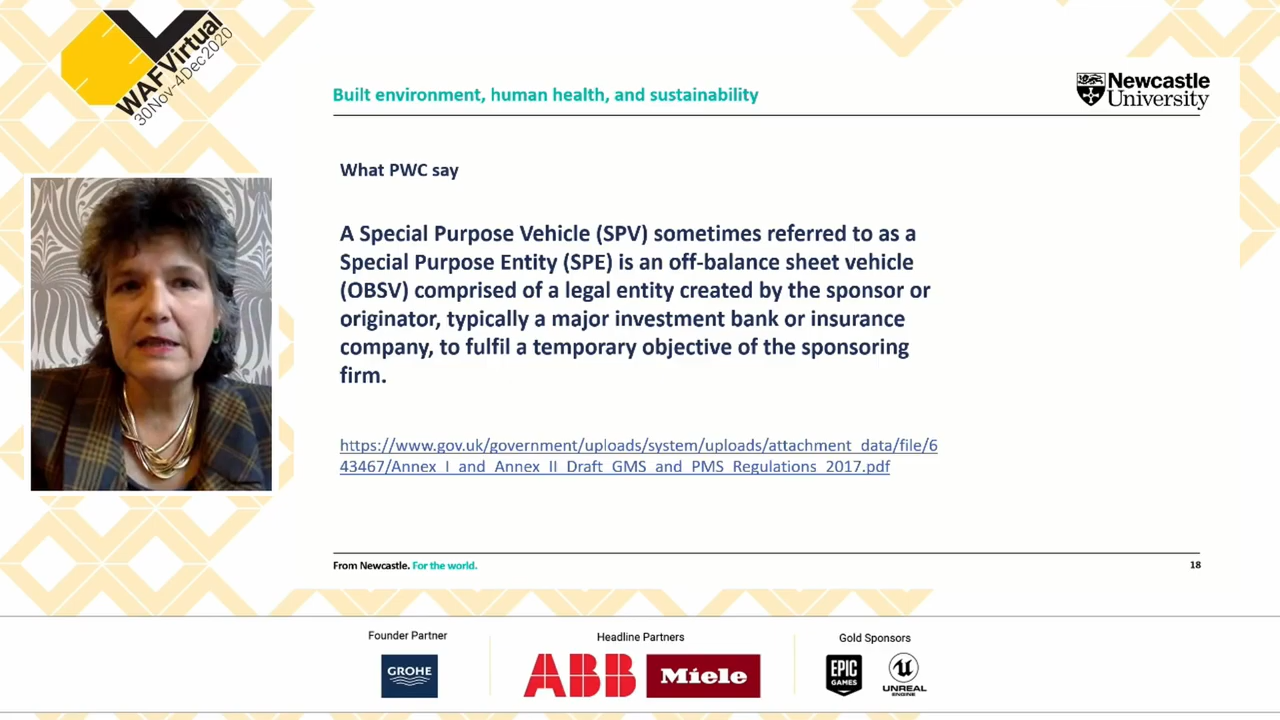 WAFVirtual
30Nov-4Dec2020
Built environment, human health, and sustainability
Newcastle
University
What PWC say
A Special Purpose Vehicle (SPV) sometimes referred to as a
Special Purpose Entity (SPE) is an off-balance sheet vehicle
(OBSV) comprised of a legal entity created by the sponsor or
originator, typically a major investment bank or insurance
company, to fulfil a temporary objective of the sponsoring
firm.
https://www.gov.uk/government/uploads/system/uploads/attachment_data/file/6
43467/Annex_I_and_Annex_II_Draft_GMS_and_PMS_Regulations_2017.pdf
From Newcastle. For the world.
18
Founder Partner
Headline Partners
Gold Sponsors
GROHE
ABB
Miele
EPIC
GAMES
UNREAL
ENGINE